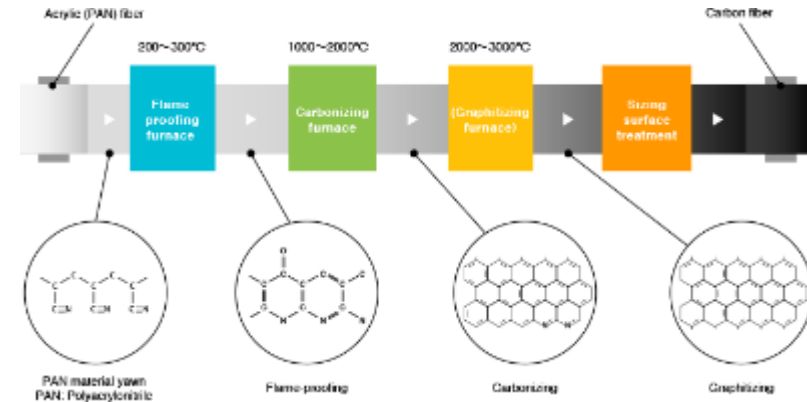 Acrylic (PAN) fiber
Carbon fiber
200~300°C
1000~2000°C
2000~3000°C
Flame
proofing
furnace
Carbonizing
furnace
(Graphitizing
furnace)
Sizing
surface
treatment
PAN material yawn
PAN: Polyacrylonitrile
Flame-proofing
Carbonizing
Graphitizing